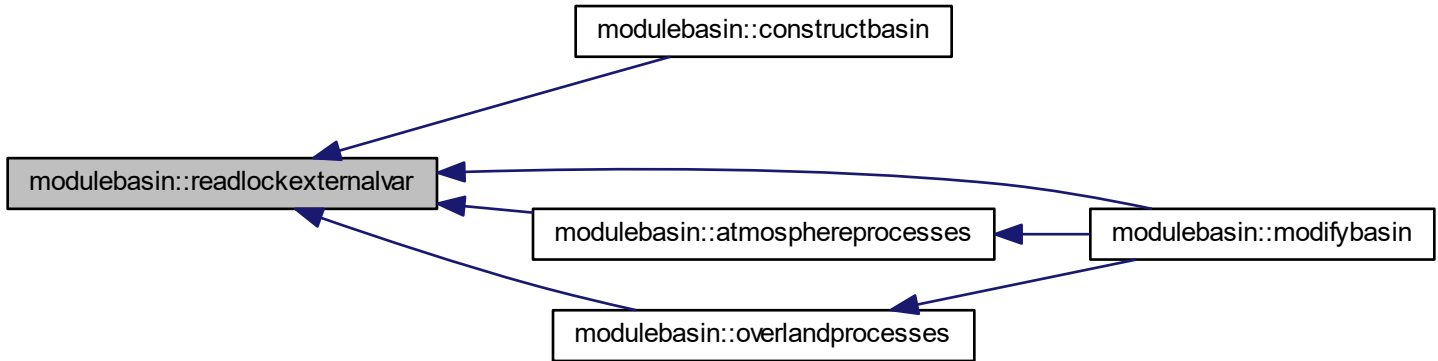 modulebasin::constructbasin
modulebasin::readlockexternalvar
modulebasin::atmosphereprocesses
modulebasin::modifybasin
modulebasin::overlandprocesses